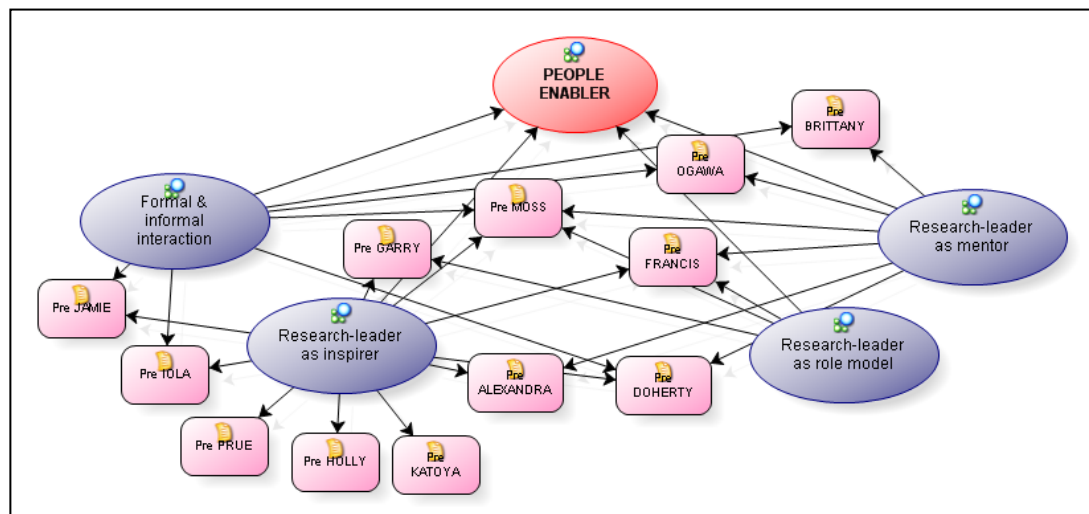 PEOPLE
ENABLER
Pre
BRITTANY
Pre
OGAWA
Formal &
informal
interaction
Pre MOSS
Research-leader
as mentor
Pre GARRY
Pre
FRANCIS
Pre JAMIE
Research-leader
as inspirer
Research-leader
as role model
Pre IOLA
Pre
ALEXANDRA
Pre
DOHERTY
Pre PRUE
Pre HOLLY
Pre
KATOYA